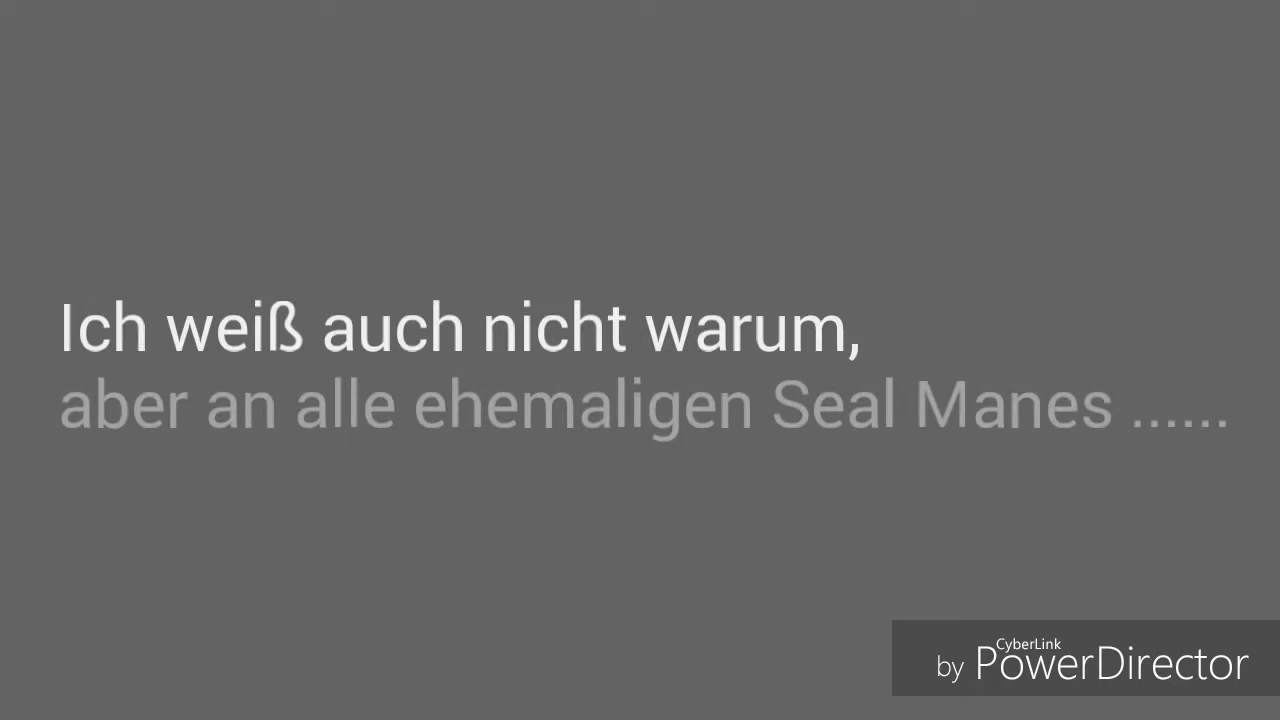 Ich weiß auch nicht warum,
aber an alle ehemaligen Seal Manes ......
by CyberLink PowerDirector